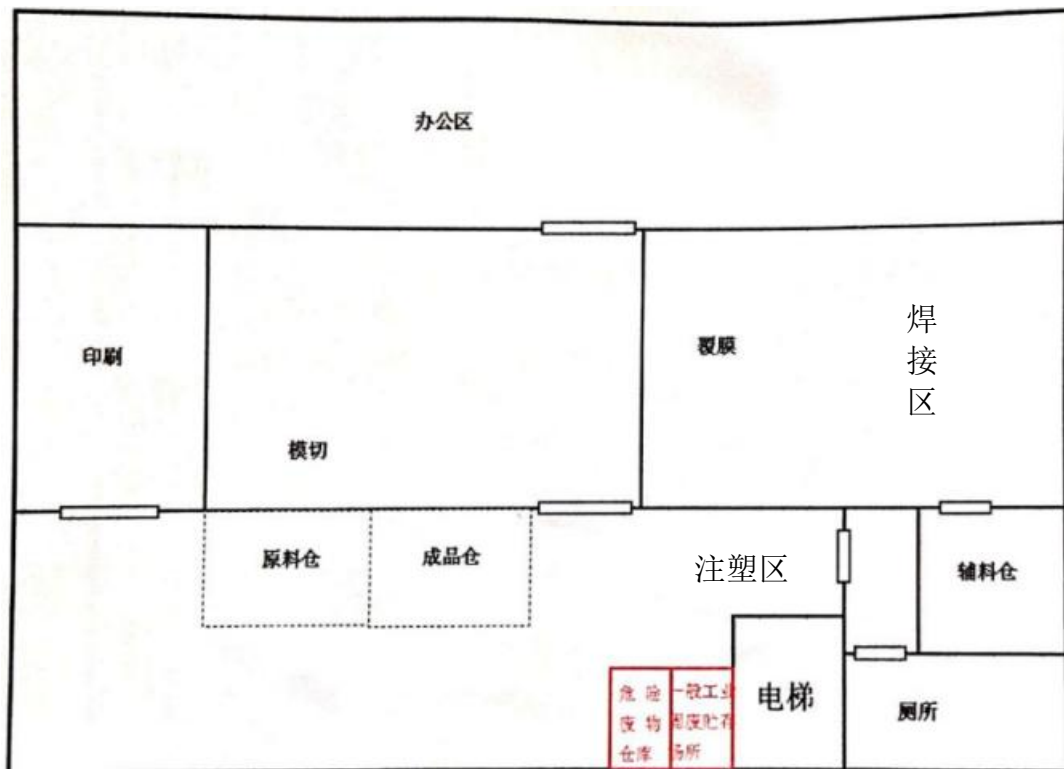 办公区
印刷
覆膜
焊
接
区
模切
原料仓
成品仓
注塑区
辅料仓
危险
废物
仓库
一般工业
固废贮存
场所
电梯
厕所